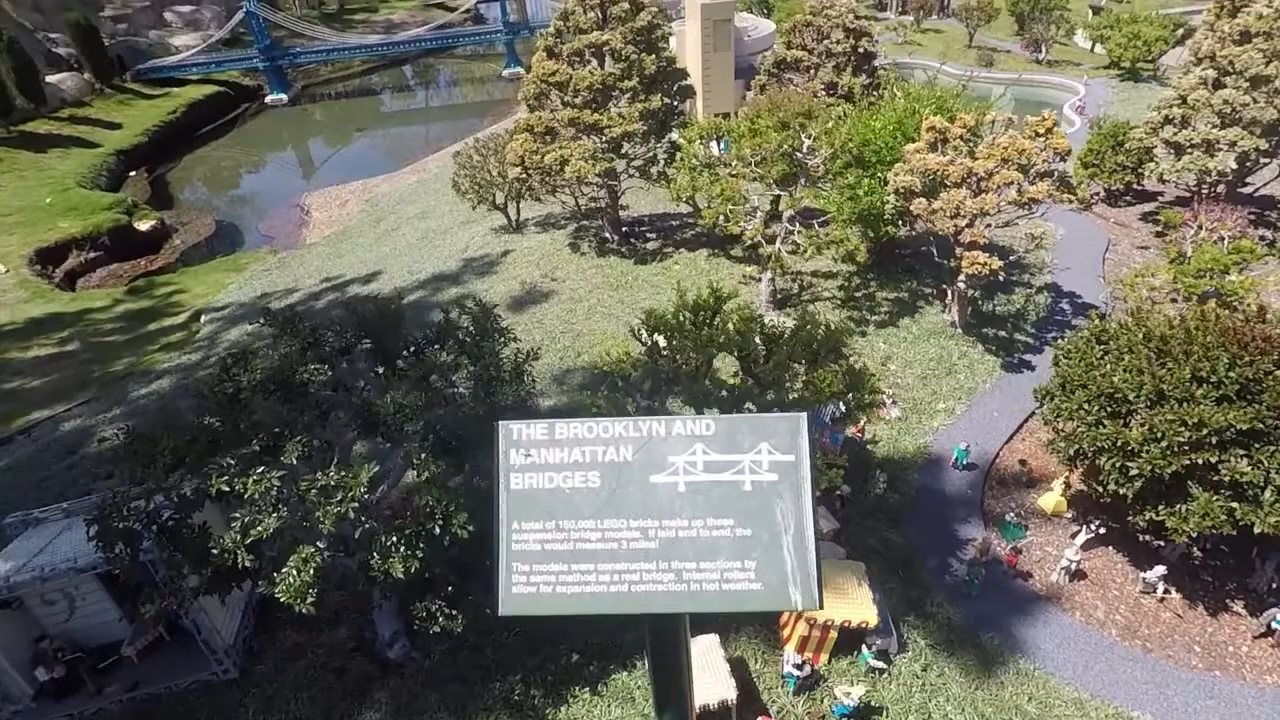 THE BROOKLYN AND
MANHATTAN
BRIDGES
A total of 150,000 LEGO bricks make up these
suspension bridge models. If laid end to end, the
bricks would measure 3 miles!
The models were constructed in three sections by
the same method as a real bridge. Internal rollers
allow for expansion and contraction in hot weather.